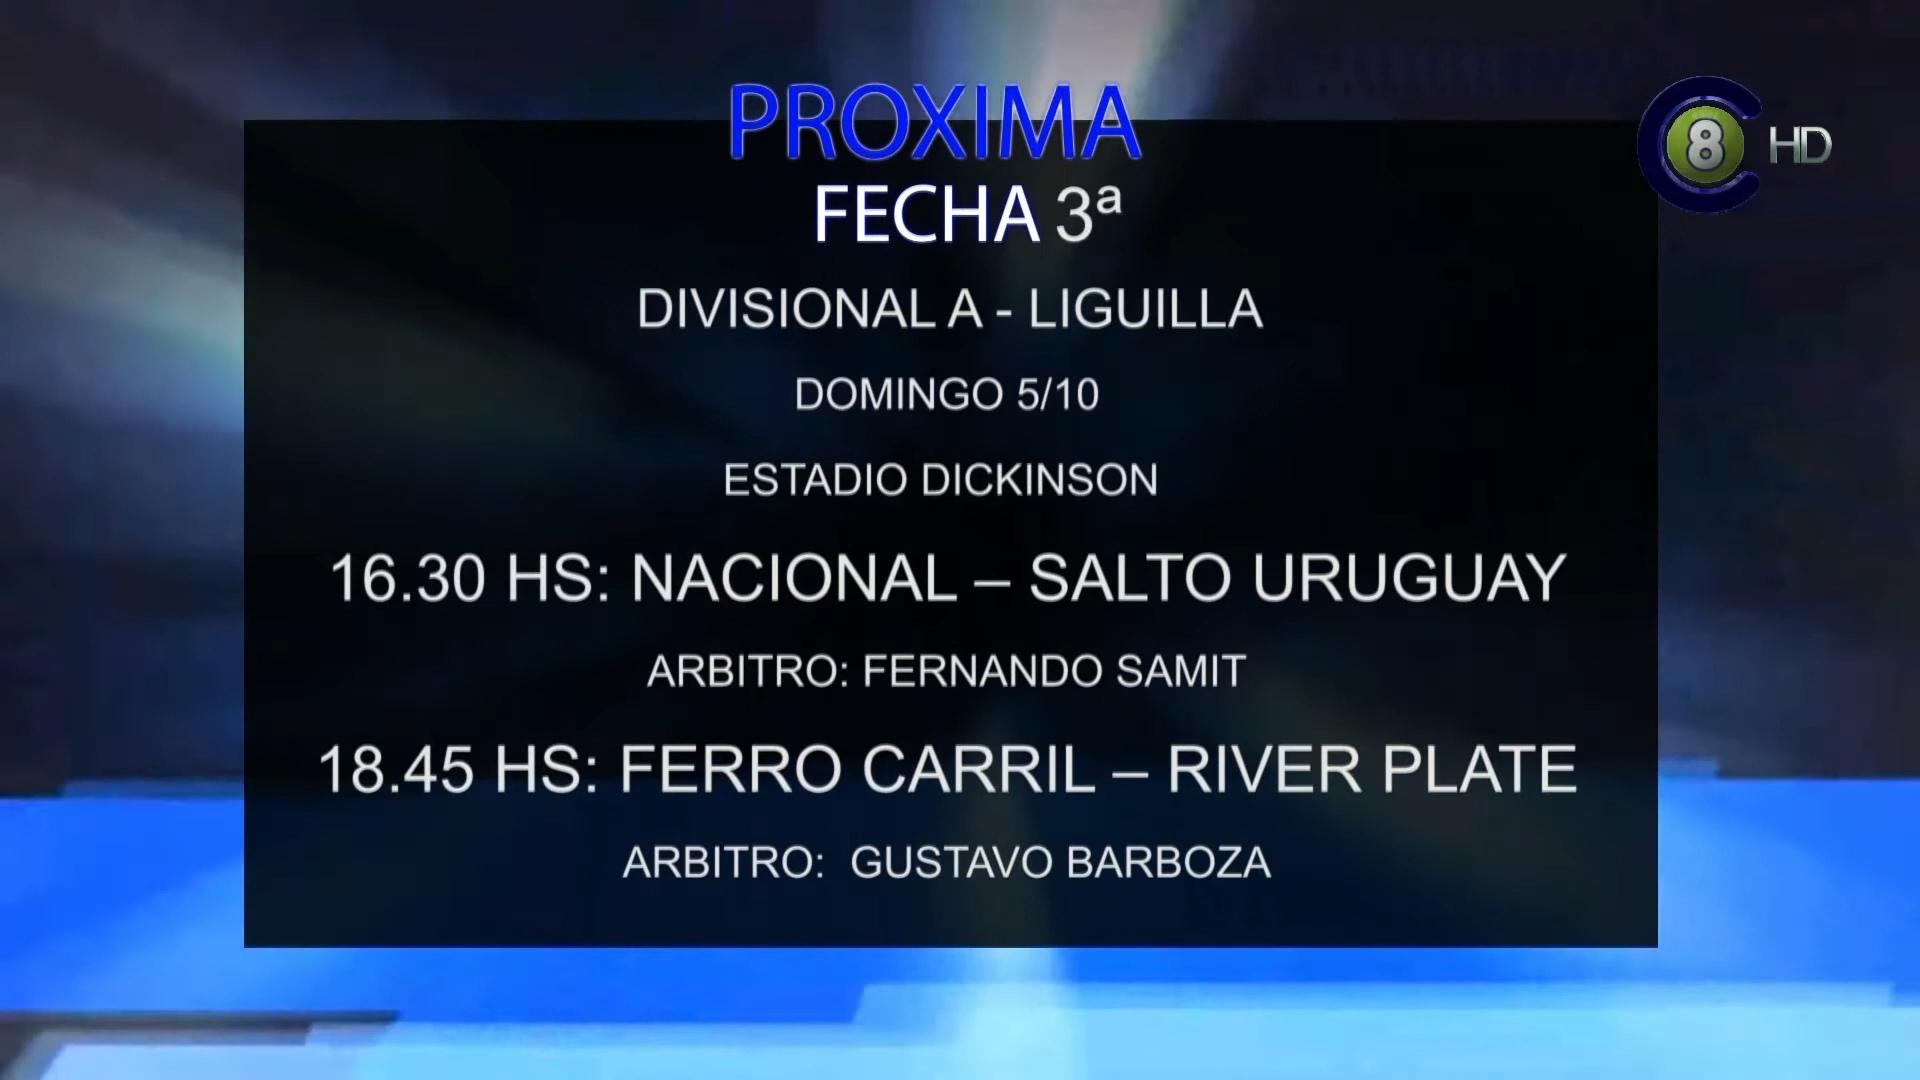 PROXIMA
8 HD
FECHA 3ª
DIVISIONAL A - LIGUILLA
DOMINGO 5/10
ESTADIO DICKINSON
16.30 HS: NACIONAL – SALTO URUGUAY
ARBITRO: FERNANDO SAMIT
18.45 HS: FERRO CARRIL – RIVER PLATE
ARBITRO:  GUSTAVO BARBOZA